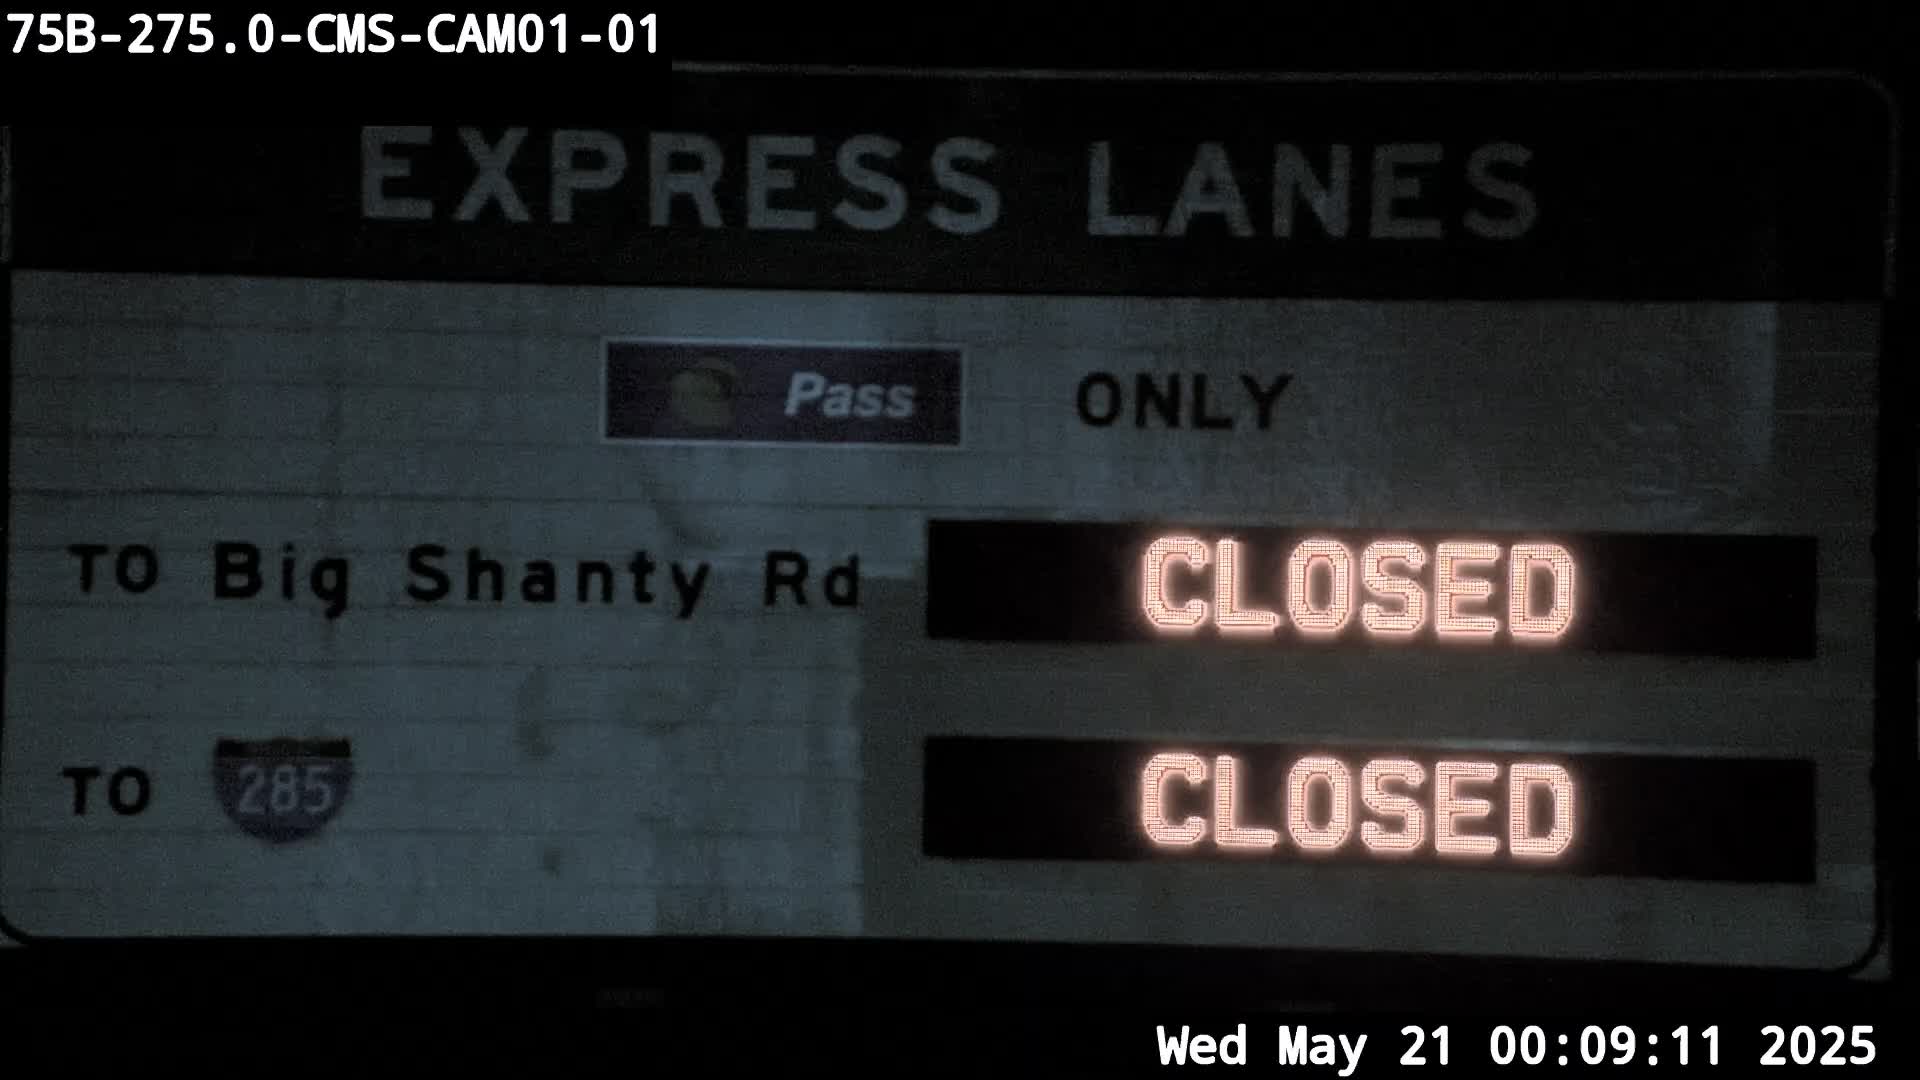 75B-275.0-CMS-CAM01-01
EXPRESS LANES
Pass ONLY
TO Big Shanty Rd CLOSED
TO 285 CLOSED
Wed May 21 00:09:11 2025